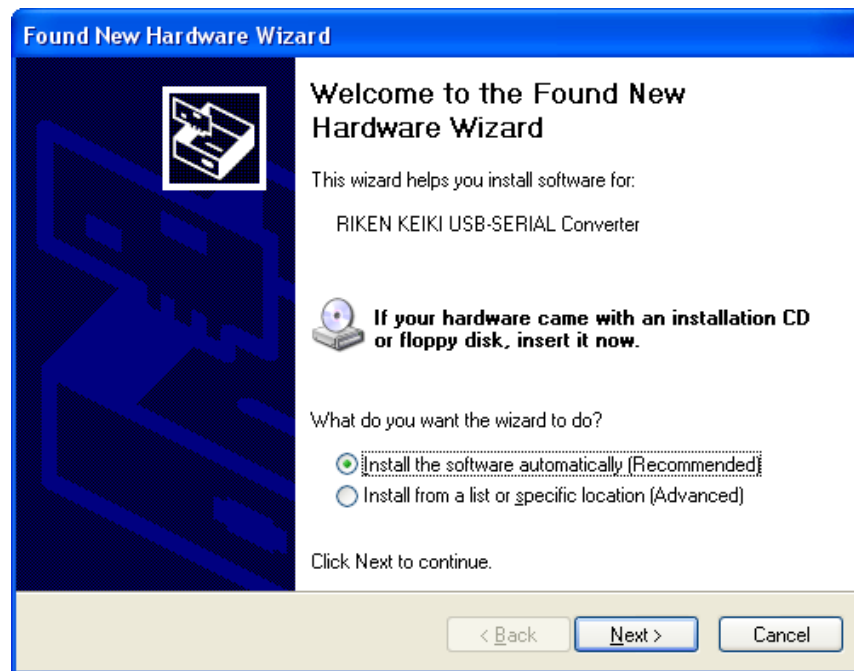 Found New Hardware Wizard
Welcome to the Found New
Hardware Wizard
This wizard helps you install software for:
RIKEN KEIKI USB-SERIAL Converter
If your hardware came with an installation CD
or floppy disk, insert it now.
What do you want the wizard to do?
Install the software automatically (Recommended)
Install from a list or specific location (Advanced)
Click Next to continue.
< Back
Next >
Cancel